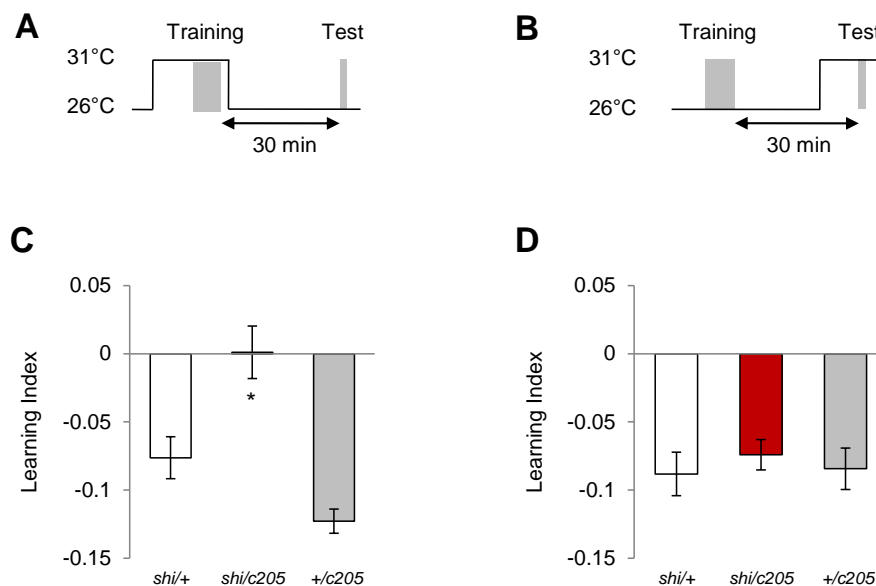 A
Training
Test
31°C
26°C
30 min
B
Training
Test
31°C
26°C
30 min
C
0.05
0
-0.05
-0.1
-0.15
Learning Index
*
shi/+
shi/c205
+/c205
D
0.05
0
-0.05
-0.1
-0.15
Learning Index
shi/+
shi/c205
+/c205